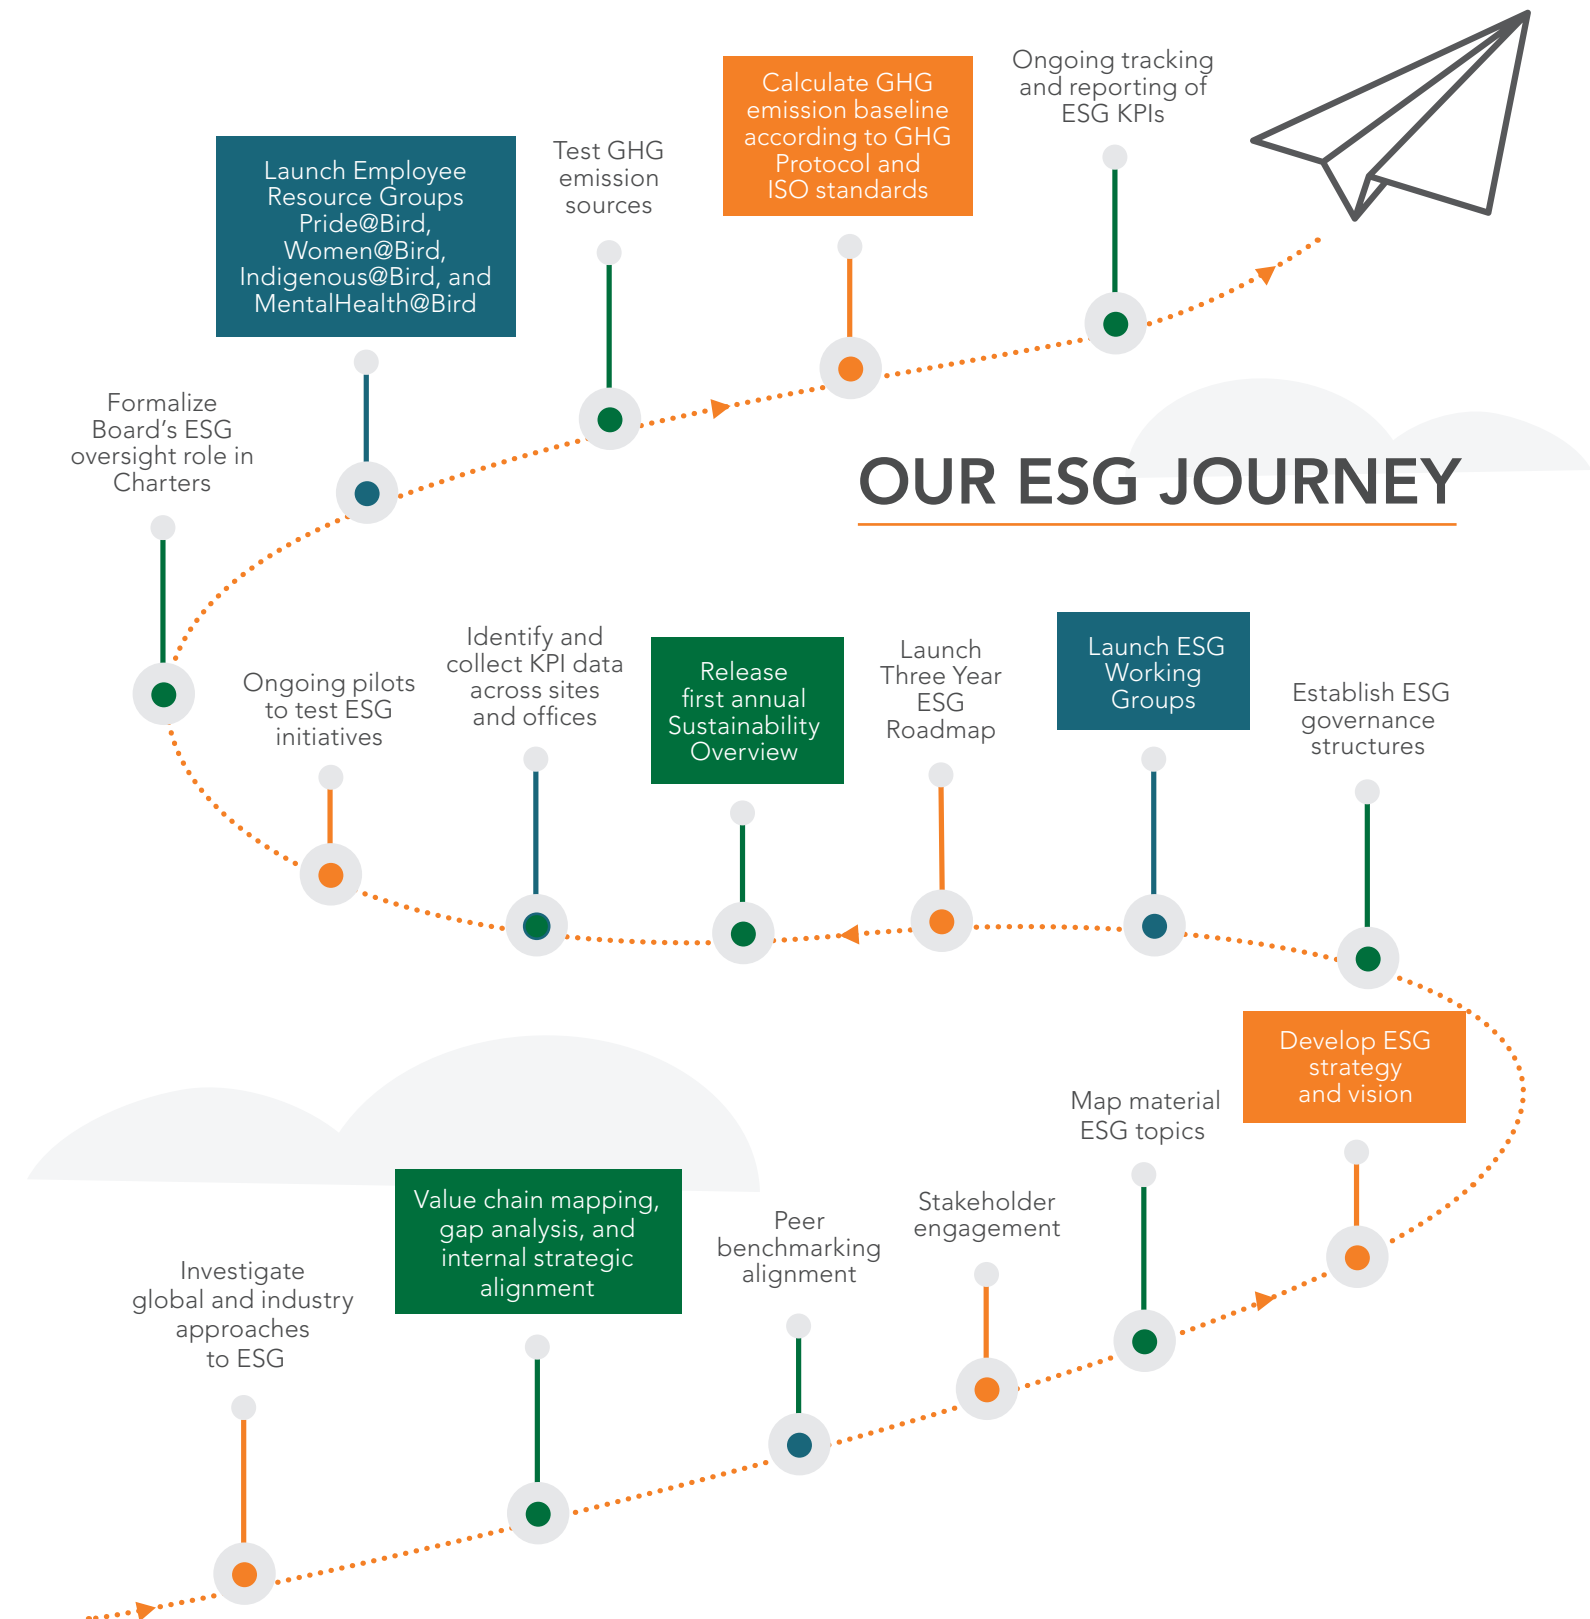 Ongoing tracking
and reporting of
ESG KPIs
Calculate GHG
emission baseline
according to GHG
Protocol and
ISO standards
Test GHG
emission
sources
Launch Employee
Resource Groups
Pride@Bird,
Women@Bird,
Indigenous@Bird, and
MentalHealth@Bird
Formalize
Board’s ESG
oversight role in
Charters
OUR ESG JOURNEY
Ongoing pilots
to test ESG
initiatives
Identify and
collect KPI data
across sites
and offices
Release
first annual
Sustainability
Overview
Launch
Three Year
ESG
Roadmap
Launch ESG
Working
Groups
Establish ESG
governance
structures
Develop ESG
strategy
and vision
Map material
ESG topics
Stakeholder
engagement
Peer
benchmarking
alignment
Value chain mapping,
gap analysis, and
internal strategic
alignment
Investigate
global and industry
approaches
to ESG